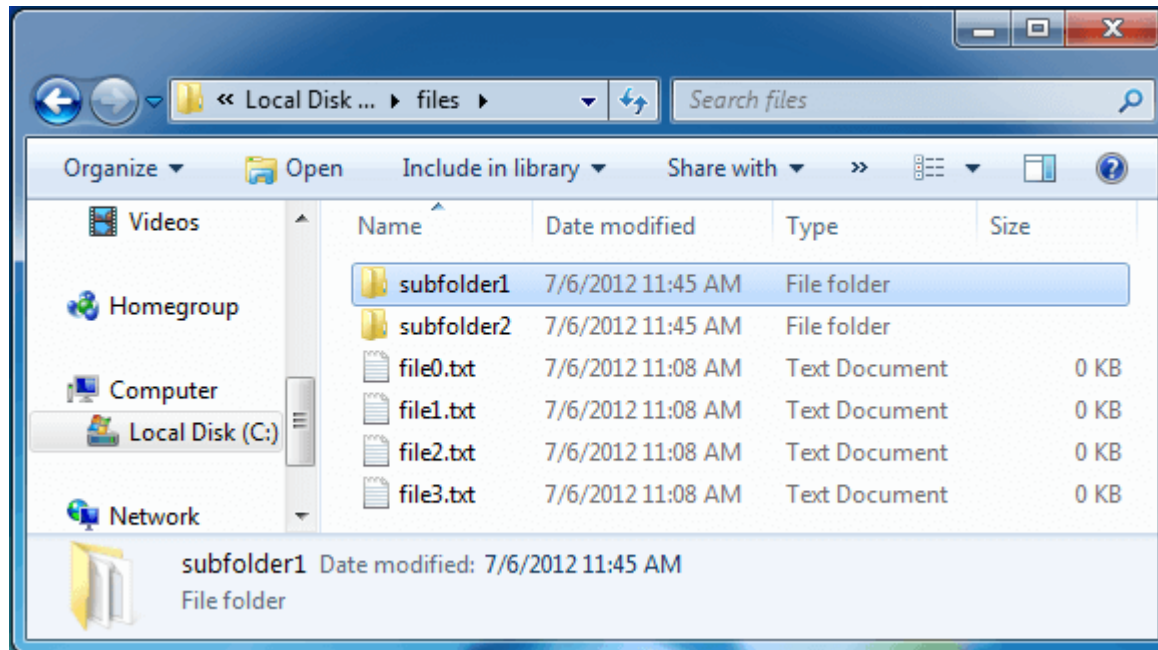 « Local Disk ... ▸ files ▸ Search files
Organize Open Include in library Share with »
Videos
Homegroup
Computer
Local Disk (C:)
Network
Name Date modified Type Size
subfolder1 7/6/2012 11:45 AM File folder
subfolder2 7/6/2012 11:45 AM File folder
file0.txt 7/6/2012 11:08 AM Text Document 0 KB
file1.txt 7/6/2012 11:08 AM Text Document 0 KB
file2.txt 7/6/2012 11:08 AM Text Document 0 KB
file3.txt 7/6/2012 11:08 AM Text Document 0 KB
subfolder1 Date modified: 7/6/2012 11:45 AM
File folder